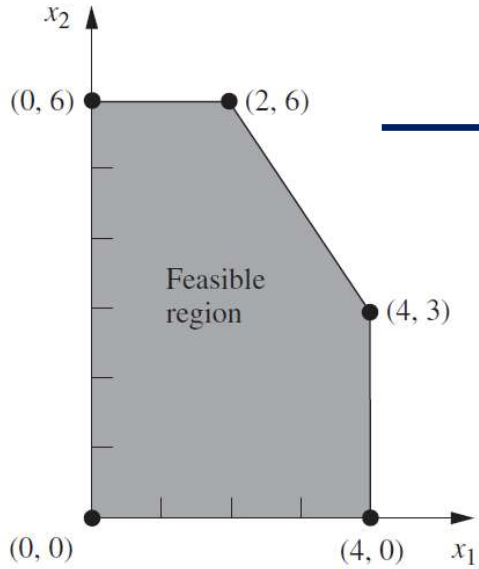 x₂
(0, 6)
(2, 6)
Feasible
region
(4, 3)
(0, 0)
(4, 0)
x₁